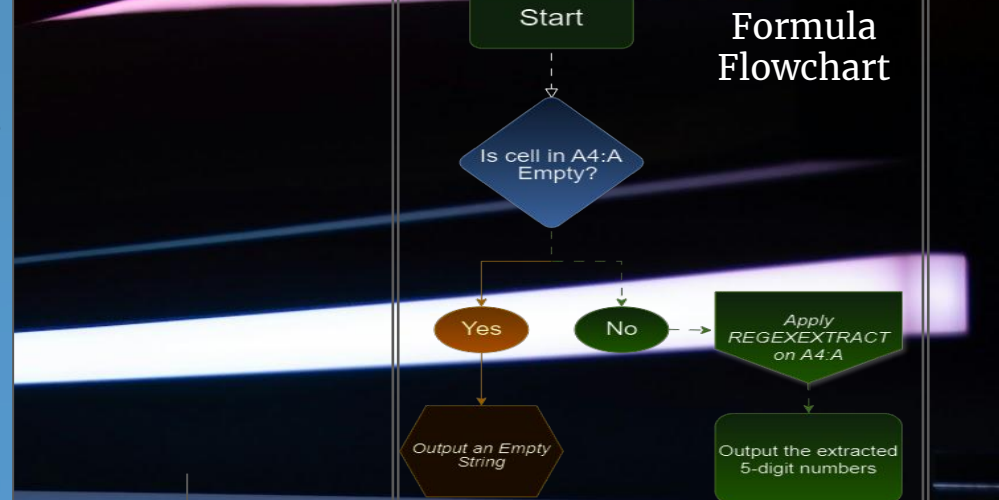 Formula
Flowchart
Start
Is cell in A4:A
Empty?
Yes
No
Apply
REGEXEXTRACT
on A4:A
Output an Empty
String
Output the extracted
5-digit numbers